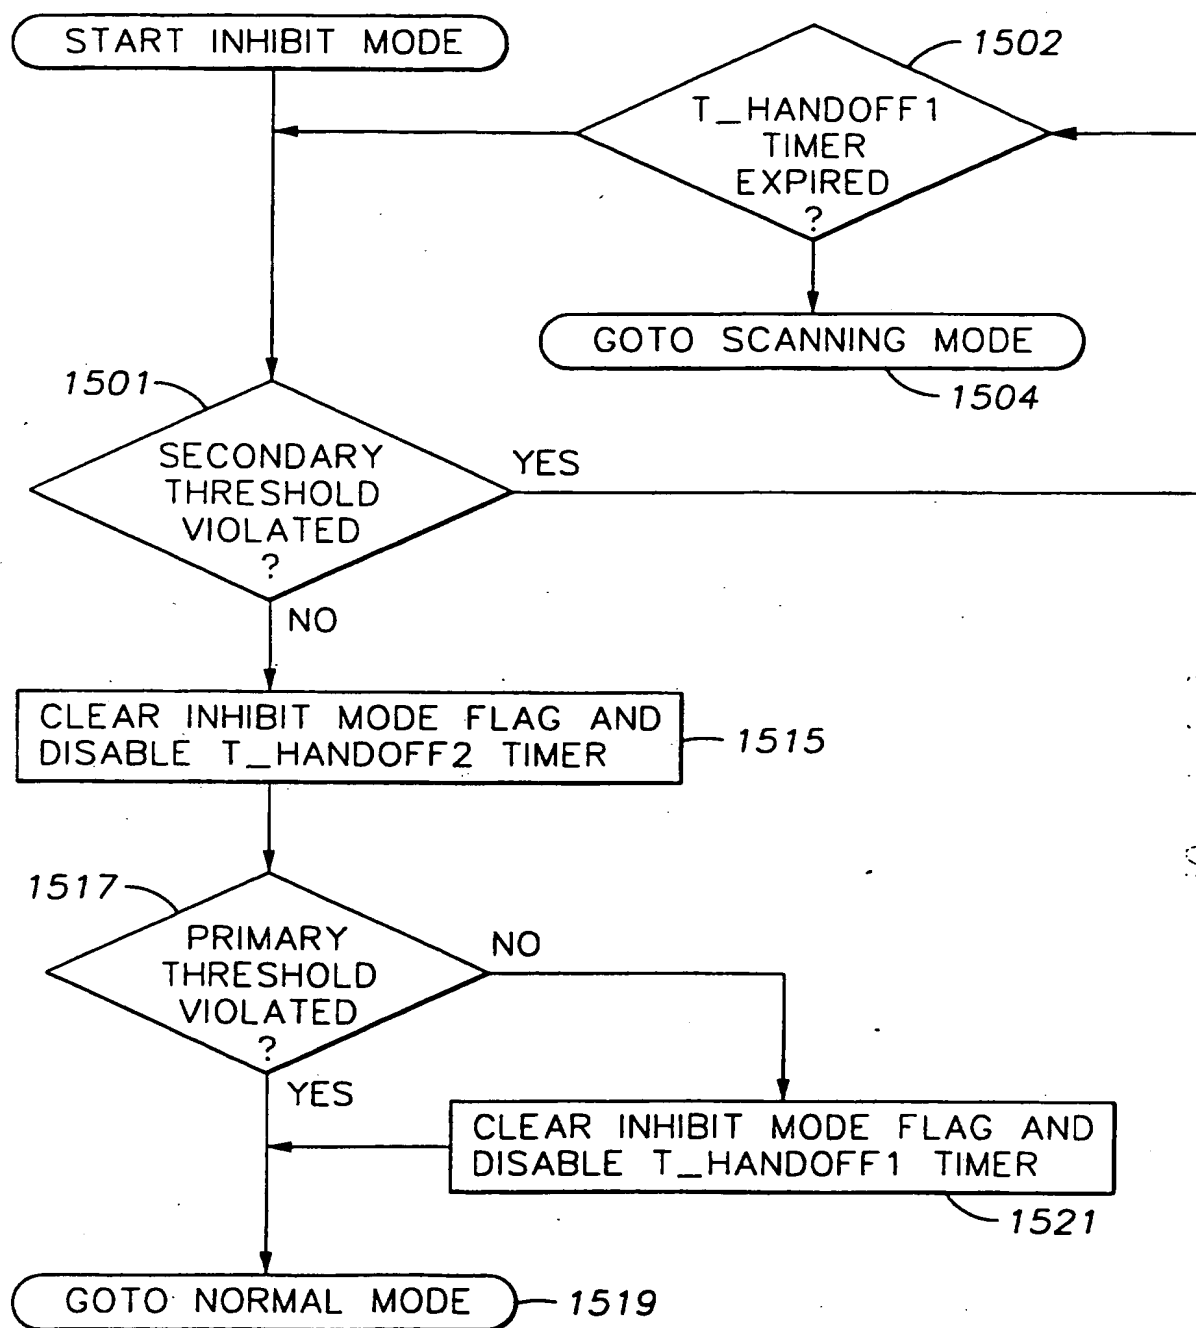 START INHIBIT MODE
1502
T_HANDOFF1
TIMER
EXPIRED
?
GOTO SCANNING MODE
1504
1501
SECONDARY
THRESHOLD
VIOLATED
?
YES
NO
CLEAR INHIBIT MODE FLAG AND
DISABLE T_HANDOFF2 TIMER
1515
1517
PRIMARY
THRESHOLD
VIOLATED
?
NO
YES
CLEAR INHIBIT MODE FLAG AND
DISABLE T_HANDOFF1 TIMER
1521
GOTO NORMAL MODE
1519